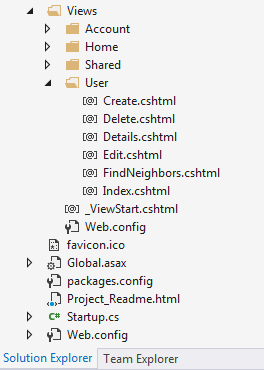 Views
Account
Home
Shared
User
[@] Create.cshtml
[@] Delete.cshtml
[@] Details.cshtml
[@] Edit.cshtml
[@] FindNeighbors.cshtml
[@] Index.cshtml
[@] _ViewStart.cshtml
Web.config
favicon.ico
Global.asax
packages.config
Project_Readme.html
C# Startup.cs
Web.config
Solution Explorer Team Explorer